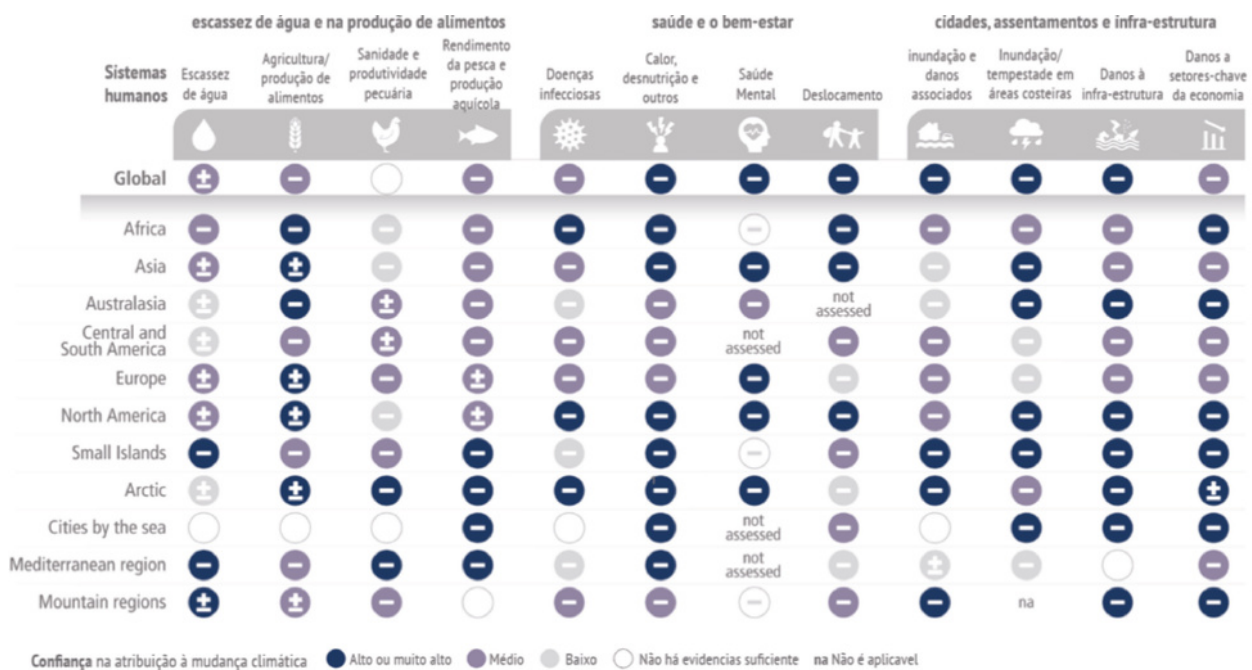 escassez de água e na produção de alimentos
saúde e o bem-estar
cidades, assentamentos e infra-estrutura
Sistemas
humanos
Escassez
de água
Agricultura/
produção de
alimentos
Sanidade e
produtividade
pecuária
Rendimento
da pesca e
produção
aquícola
Doenças
infecciosas
Calor,
desnutrição e
outros
Saúde
Mental
Deslocamento
inundação e
danos
associados
Inundação/
tempestade em
áreas costeiras
Danos à
infra-estrutura
Danos a
setores-chave
da economia
Global
±
−
−
−
−
−
−
−
−
−
−
Africa
−
−
−
−
−
−
−
−
−
−
−
−
Asia
±
±
−
−
−
−
−
−
−
−
−
−
Australasia
±
−
±
−
−
−
−
not
assessed
−
−
−
−
Central and
South America
±
−
±
−
−
−
not
assessed
−
−
−
−
−
Europe
±
±
−
±
−
−
−
−
−
−
−
−
North America
±
±
−
±
−
−
−
−
−
−
−
−
Small Islands
−
−
−
−
−
−
−
−
−
−
−
−
Arctic
±
±
−
−
−
−
−
−
−
−
−
±
Cities by the sea
−
−
not
assessed
−
−
−
−
Mediterranean region
−
−
−
−
−
−
not
assessed
−
±
−
−
Mountain regions
±
±
−
−
−
−
−
−
na
−
−
Confiança na atribuição à mudança climática
Alto ou muito alto
Médio
Baixo
Não há evidencias suficiente
na Não é aplicavel